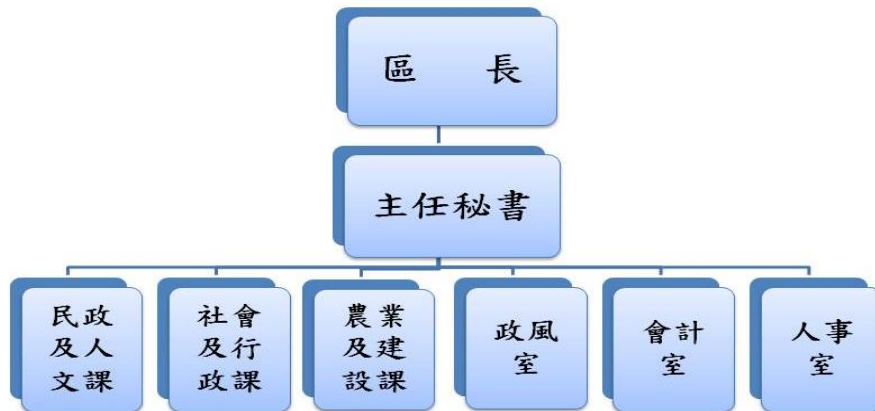 區 長
主任秘書
民政
及人
文課
社會
及行
政課
農業
及建
設課
政風
室
會計
室
人事
室